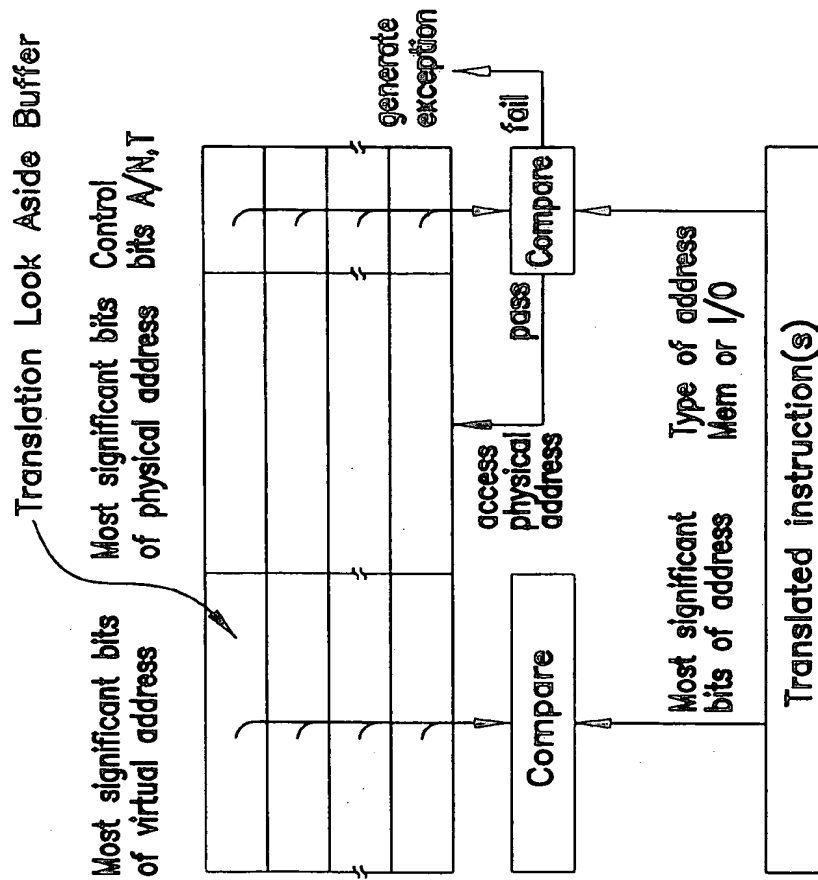 Translation Look Aside Buffer
Most significant bits
of virtual address
Most significant bits
of physical address
Control
bits A/N,T
generate
exception
access
physical
address
pass
fail
Compare
Compare
Most significant
bits of address
Type of address
Mem or I/O
Translated instruction(s)